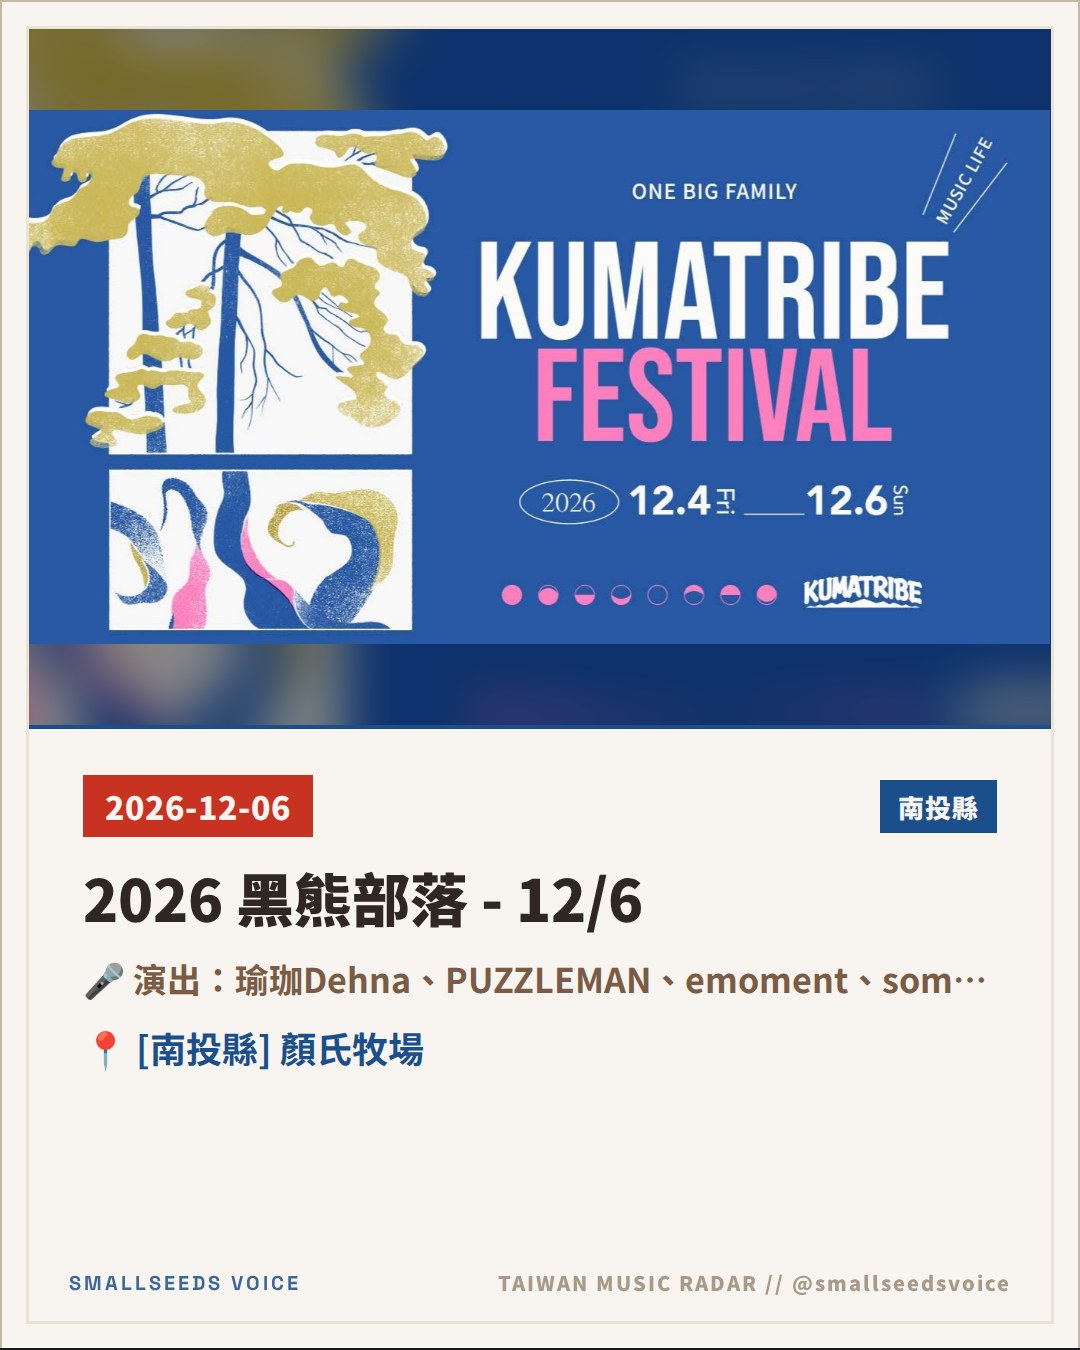 MUSIC LIFE
ONE BIG FAMILY
KUMATRIBE
FESTIVAL
2026 12.4 Fri 12.6 Sun
KUMATRIBE
2026-12-06
南投縣
2026 黑熊部落 - 12/6
🎤 演出：瑜珈Dehna、PUZZLEMAN、emoment、som…
📍 [南投縣] 顏氏牧場
SMALLSEEDS VOICE
TAIWAN MUSIC RADAR // @smallseedsvoice